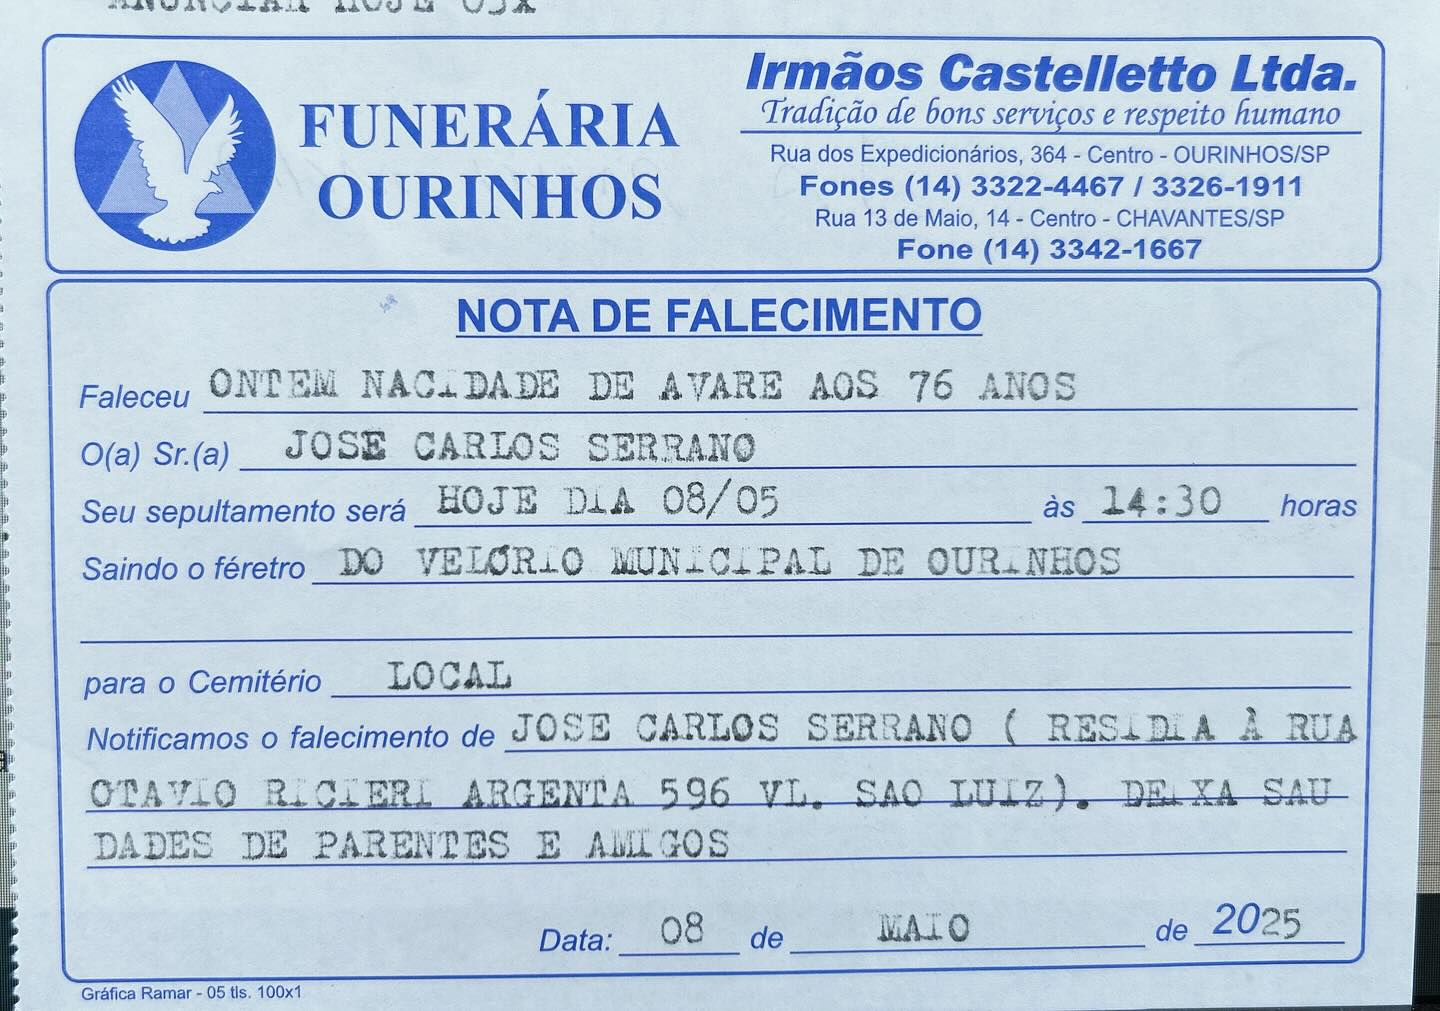 ANUNCIAR HOJE 03X
FUNERÁRIA
OURINHOS
Irmãos Castelletto Ltda.
Tradição de bons serviços e respeito humano
Rua dos Expedicionários, 364 - Centro - OURINHOS/SP
Fones (14) 3322-4467 / 3326-1911
Rua 13 de Maio, 14 - Centro - CHAVANTES/SP
Fone (14) 3342-1667
NOTA DE FALECIMENTO
Faleceu ONTEM NACIDADE DE AVARE AOS 76 ANOS
O(a) Sr.(a) JOSE CARLOS SERRANO
Seu sepultamento será HOJE DIA 08/05 às 14:30 horas
Saindo o féretro DO VELÓRIO MUNICIPAL DE OURINHOS
para o Cemitério LOCAL
Notificamos o falecimento de JOSE CARLOS SERRANO ( RESIDIA À RUA
OTAVIO RICIERI ARGENTA 596 VL. SAO LUIZ). DEIXA SAU
DADES DE PARENTES E AMIGOS
Data: 08 de MAIO de 2025
Gráfica Ramar - 05 tls. 100x1